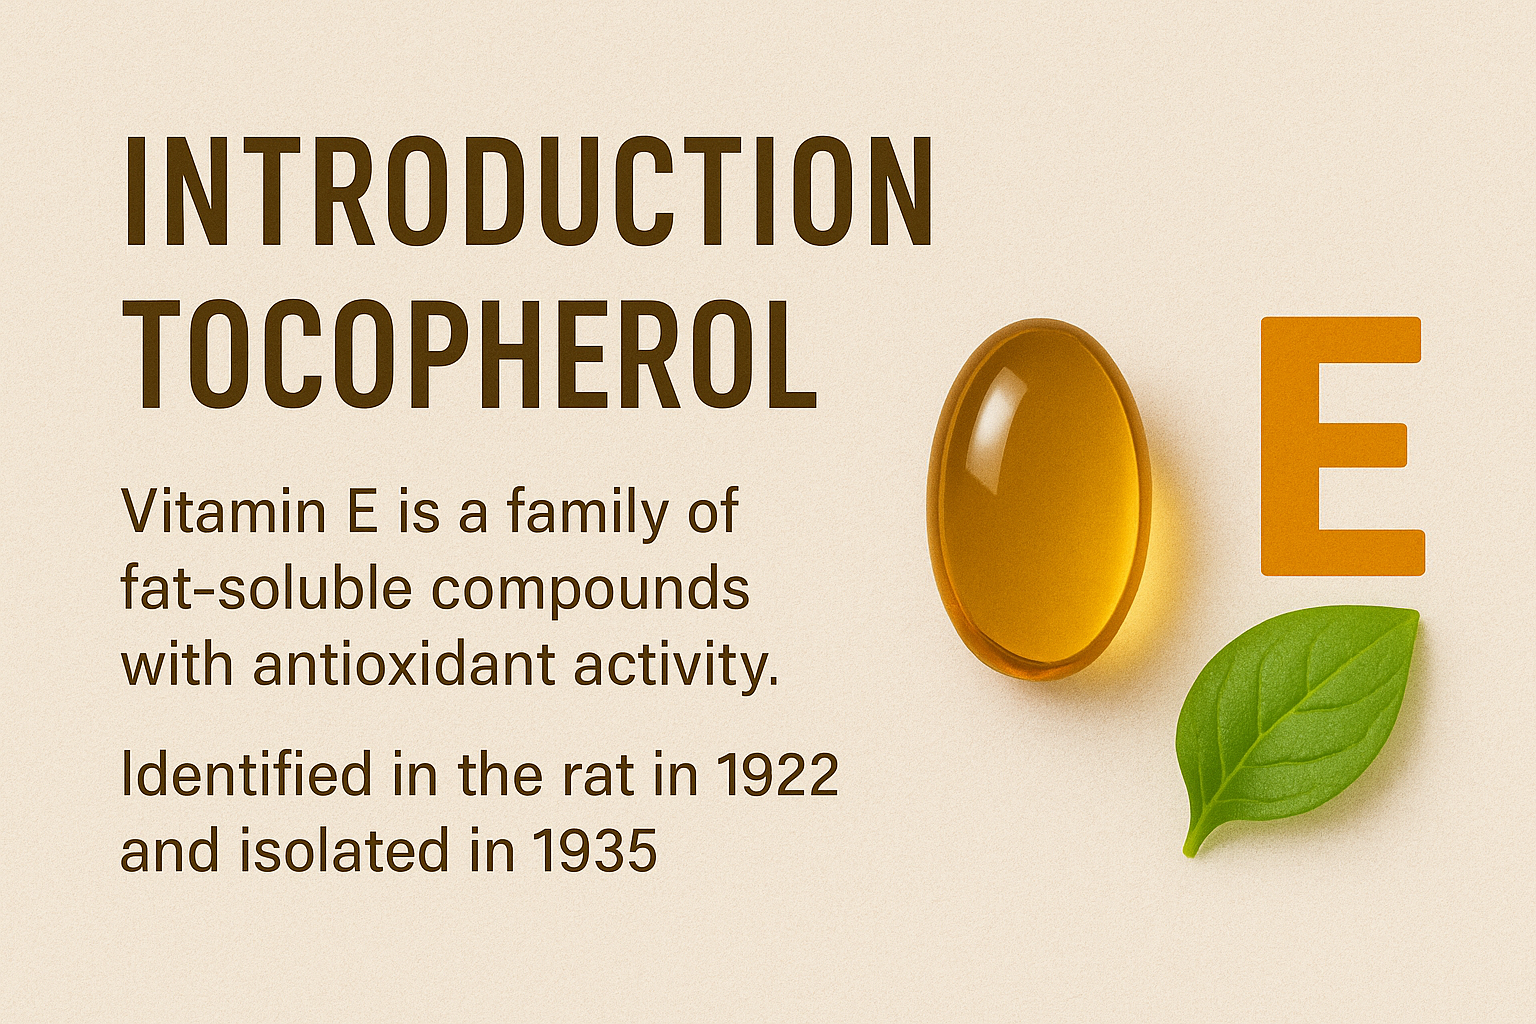 INTRODUCTION
TOCOPHEROL
Vitamin E is a family of
fat-soluble compounds
with antioxidant activity.
Identified in the rat in 1922
and isolated in 1935
E